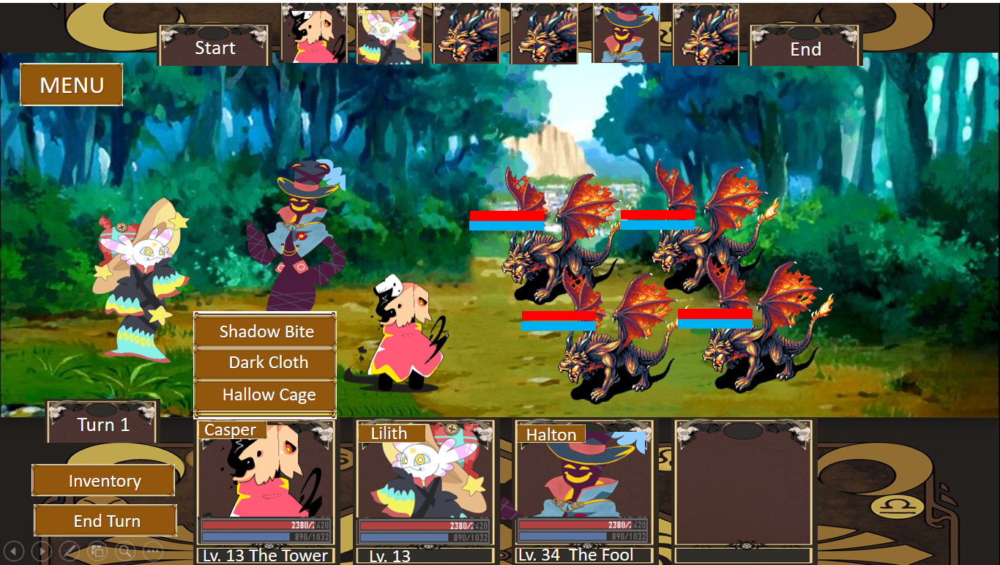 Start
End
MENU
Shadow Bite
Dark Cloth
Hallow Cage
Turn 1
Inventory
End Turn
Casper
2380/2420
890/1032
Lv. 13 The Tower
Lilith
2380/2420
890/1032
Lv. 13
Halton
2380/2420
890/1032
Lv. 34 The Fool